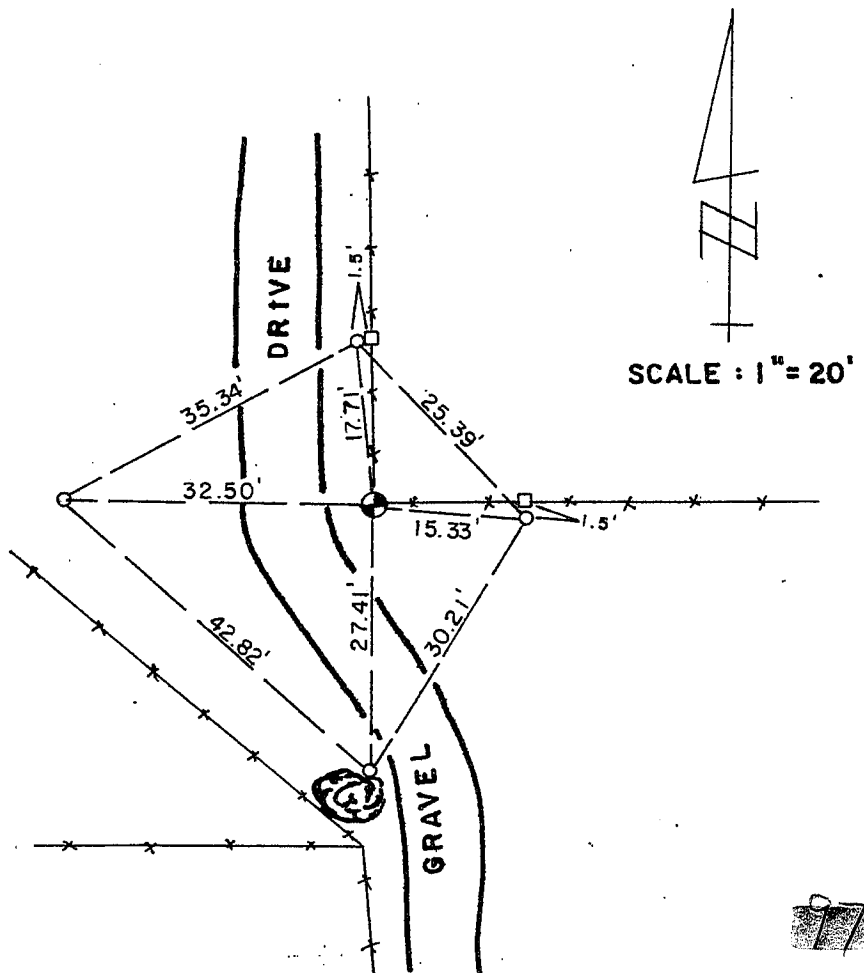 1.5'
DRIVE
N
SCALE : 1" = 20'
35.34'
17.71'
25.39'
32.50'
15.33'
1.5'
27.41'
42.82'
30.21'
GRAVEL
97